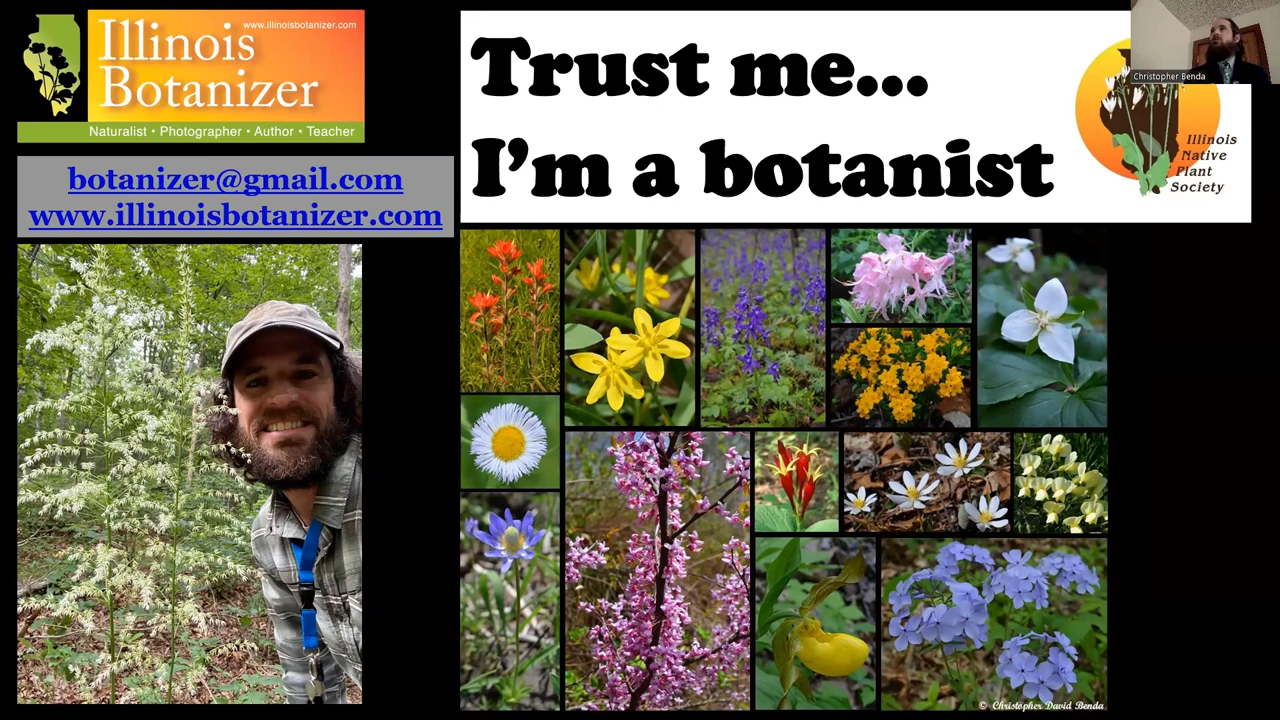 www.illinoisbotanizer.com
Illinois
Botanizer
Naturalist • Photographer • Author • Teacher
botanizer@gmail.com
www.illinoisbotanizer.com
Trust me...
I'm a botanist
Christopher Benda
Illinois
Native
Plant
Society
© Christopher David Benda